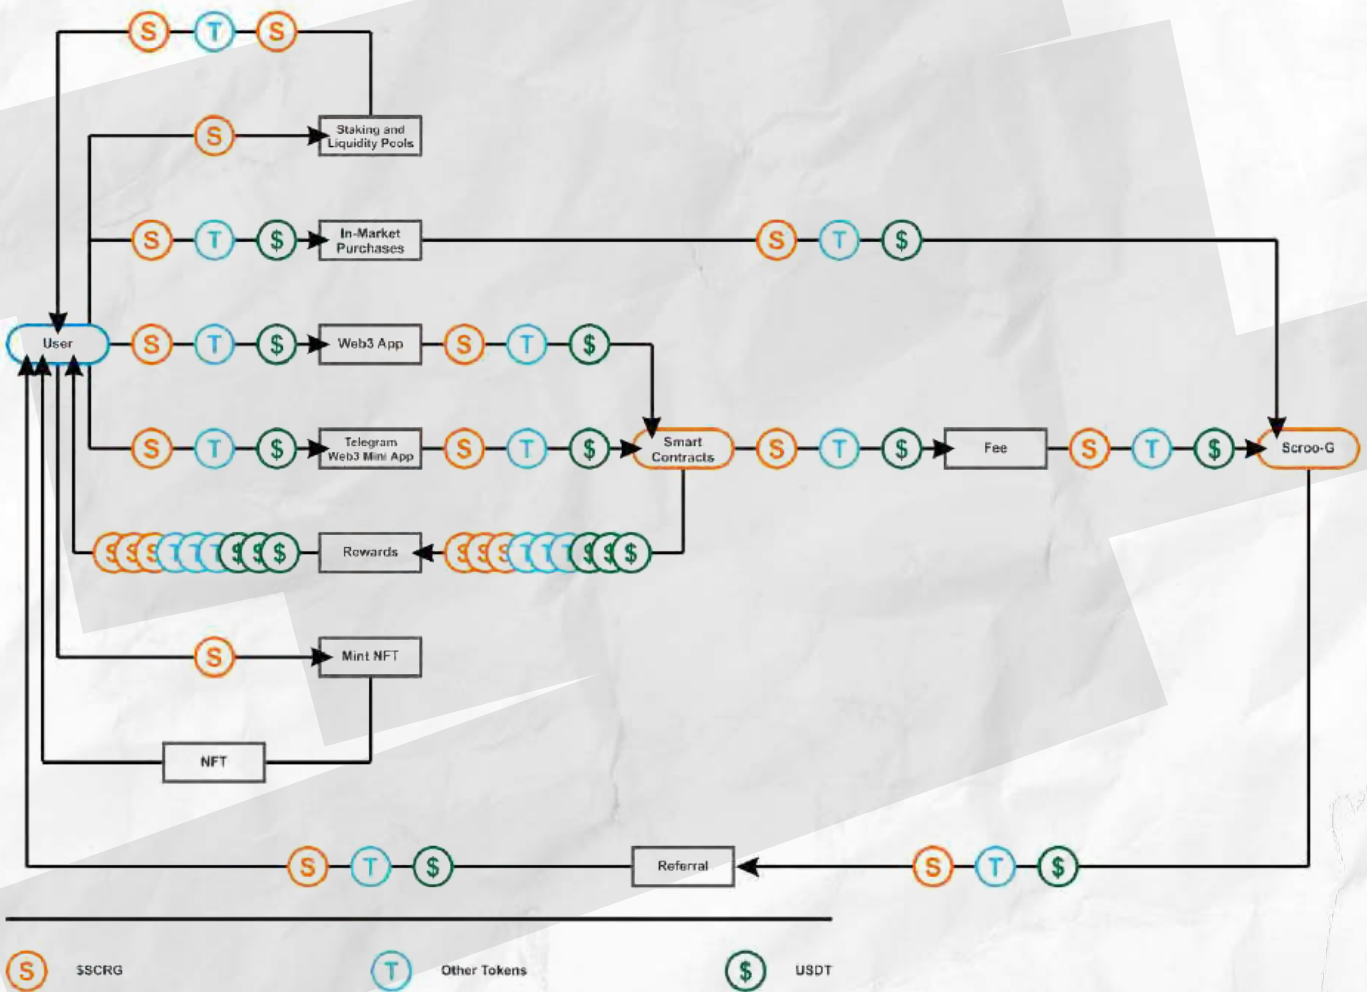 S T S
S
Staking and
Liquidity Pools
S T $
In-Market
Purchases
S T $
User
S T $
Web3 App
S T $
S T $
Telegram
Web3 Mini App
S T $
Smart
Contracts
S T $
Fee
S T $
Scroo-G
S S S T T T $ $ $
Rewards
S S S T T T $ $ $
S
Mint NFT
NFT
S T $
Referral
S T $
S $SCRG
T Other Tokens
$ USDT